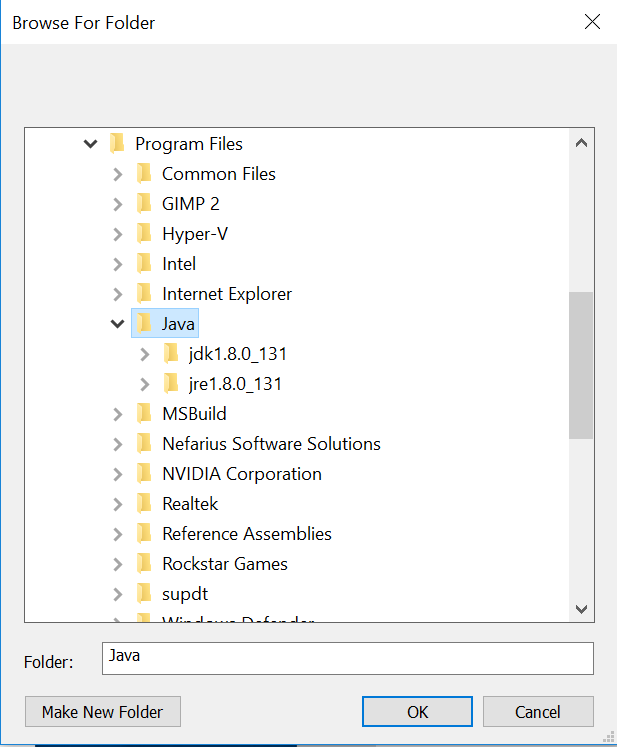 Browse For Folder
Program Files
Common Files
GIMP 2
Hyper-V
Intel
Internet Explorer
Java
jdk1.8.0_131
jre1.8.0_131
MSBuild
Nefarius Software Solutions
NVIDIA Corporation
Realtek
Reference Assemblies
Rockstar Games
supdt
Windows Defender
Folder: Java
Make New Folder OK Cancel